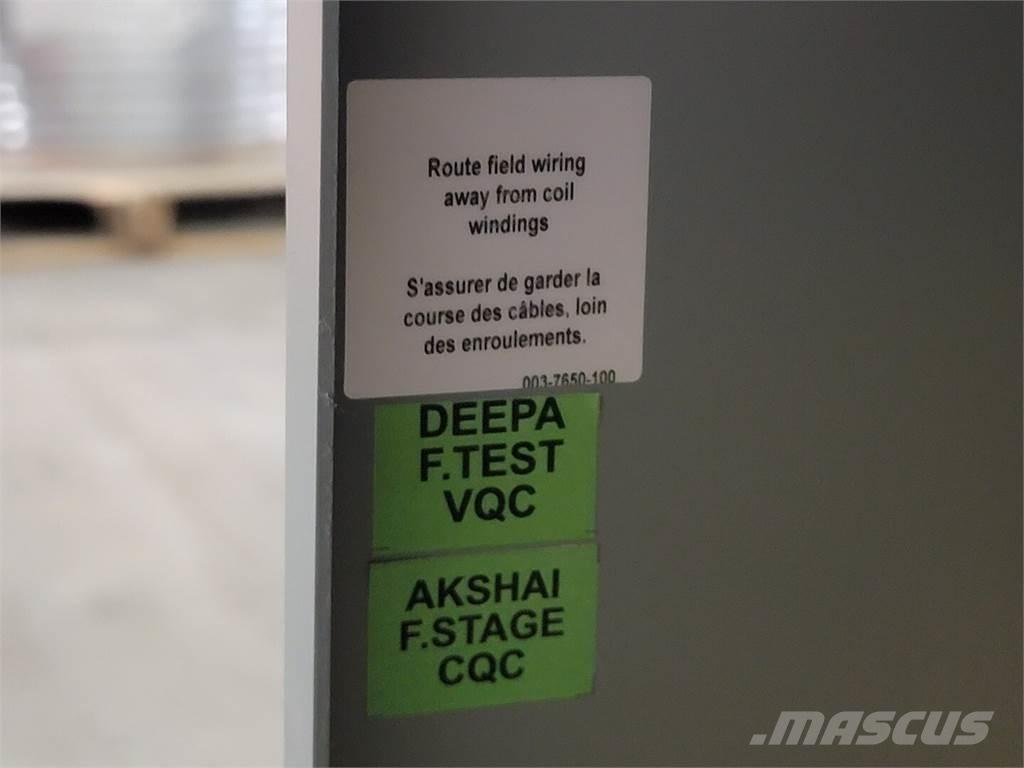 Route field wiring
away from coil
windings
S'assurer de garder la
course des câbles, loin
des enroulements.
003-7650-100
DEEPA
F.TEST
VQC
AKSHAI
F.STAGE
CQC
.MASCUS